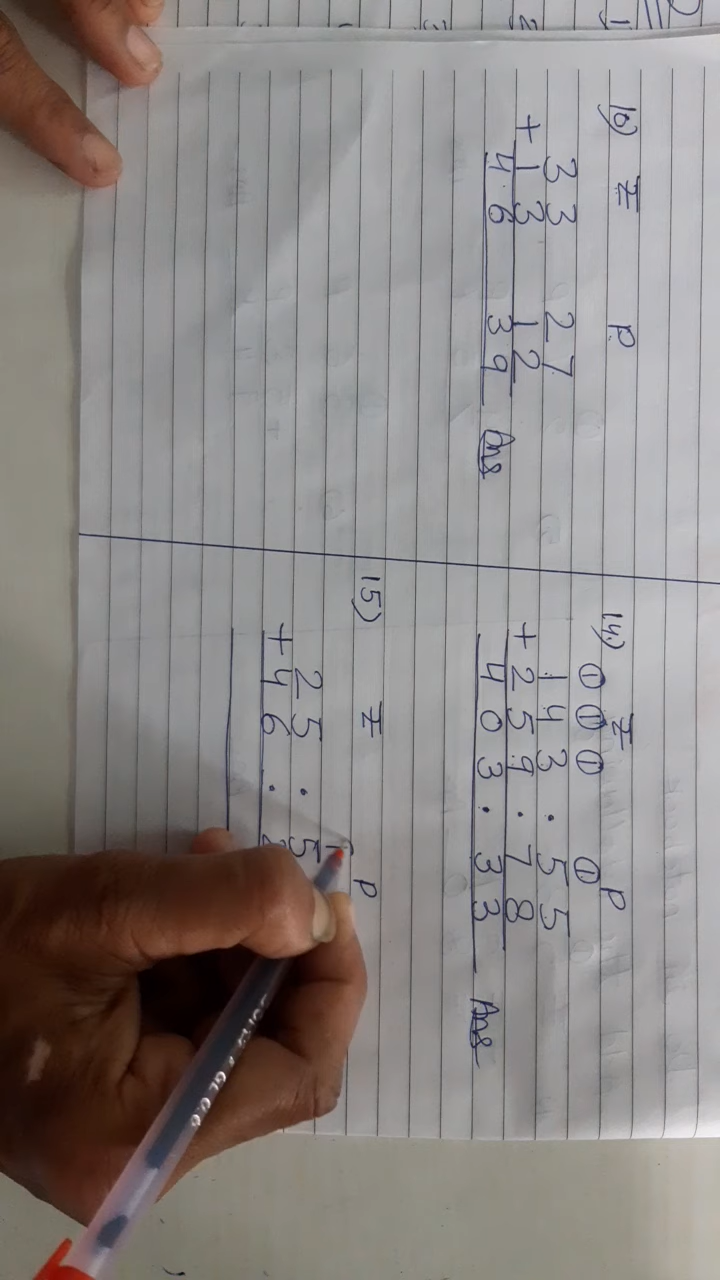 16) ₹ P
33 27
+ 13 12
46 39 Ans
14) ₹ P
① ① ① ①
143 . 55
+ 259 . 78
403 . 33 Ans
15) ₹ P
25 . 5
+ 46 .